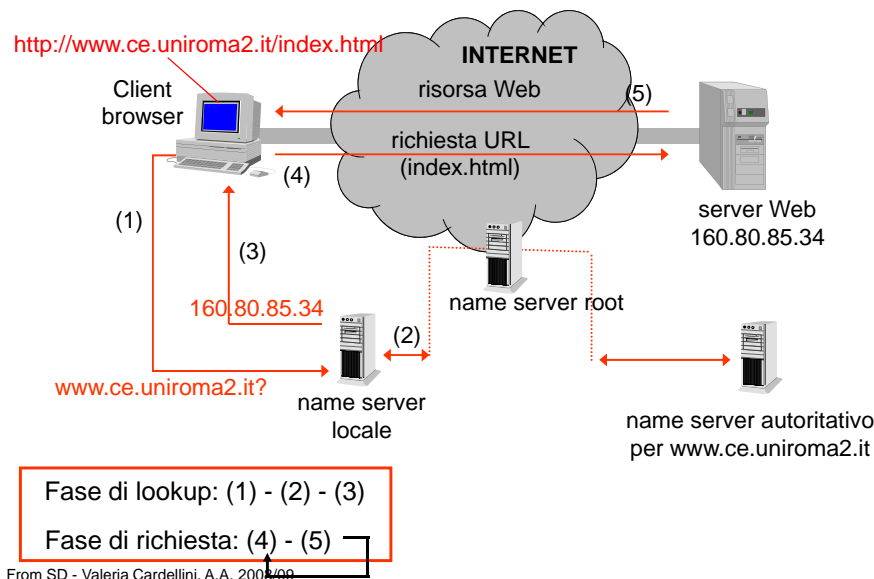 http://www.ce.uniroma2.it/index.html
INTERNET
Client
browser
risorsa Web
(5)
richiesta URL
(index.html)
(4)
server Web
160.80.85.34
(1)
(3)
name server root
160.80.85.34
(2)
www.ce.uniroma2.it?
name server
locale
name server autoritativo
per www.ce.uniroma2.it
Fase di lookup: (1) - (2) - (3)
Fase di richiesta: (4) - (5)
From SD - Valeria Cardellini, A.A. 2008/09